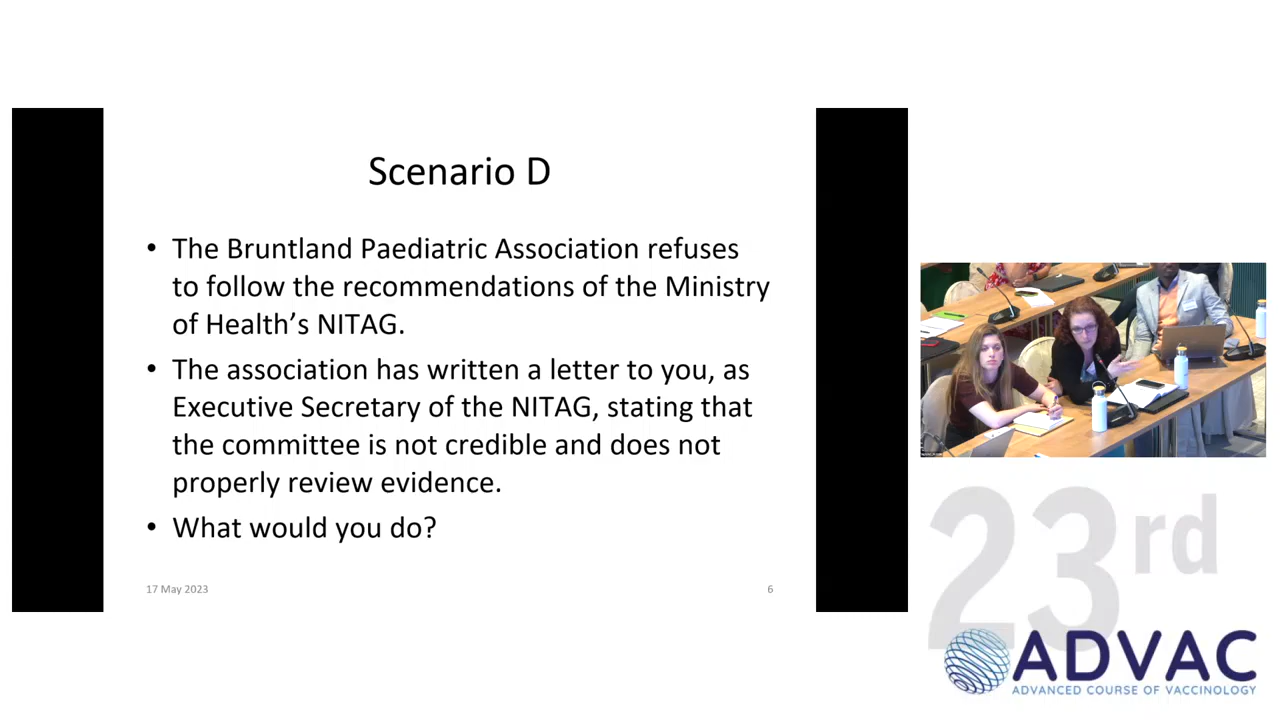 Scenario D
• The Bruntland Paediatric Association refuses
to follow the recommendations of the Ministry
of Health's NITAG.
• The association has written a letter to you, as
Executive Secretary of the NITAG, stating that
the committee is not credible and does not
properly review evidence.
• What would you do?
17 May 2023
6
23rd
ADVAC
ADVANCED COURSE OF VACCINOLOGY